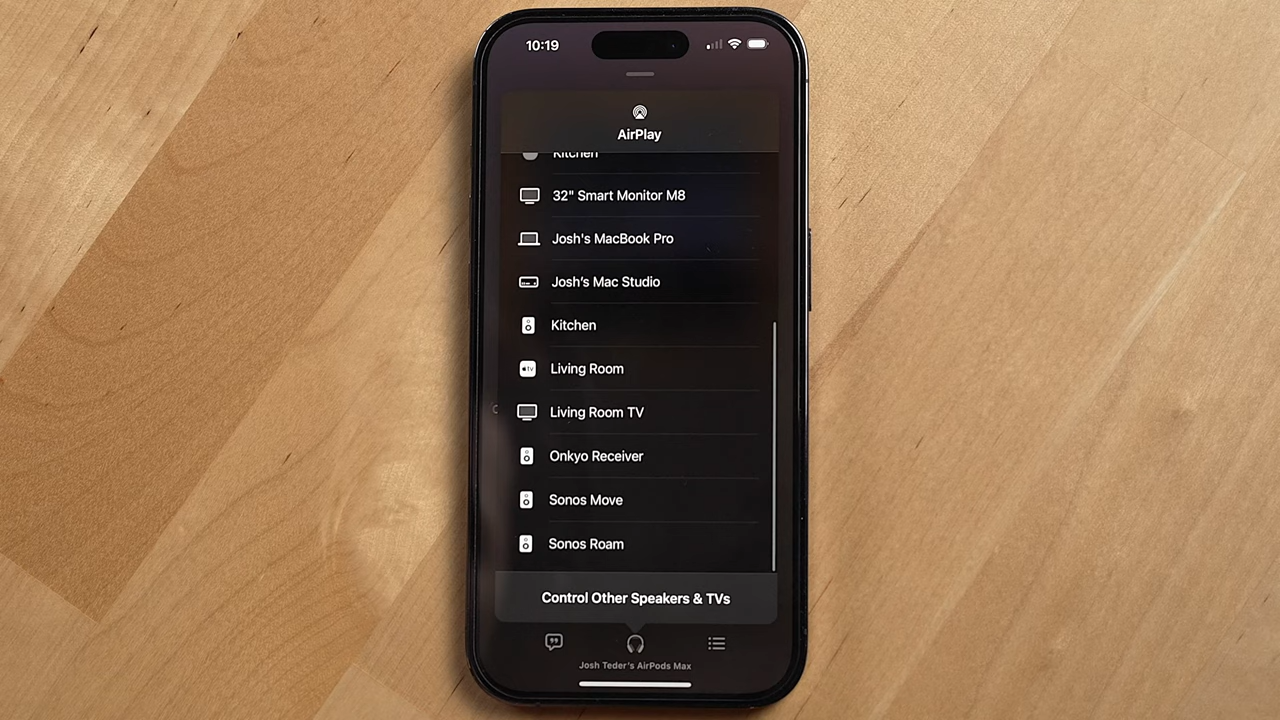 10:19
AirPlay
Kitchen
32" Smart Monitor M8
Josh's MacBook Pro
Josh's Mac Studio
Kitchen
tv
Living Room
Living Room TV
Onkyo Receiver
Sonos Move
Sonos Roam
Control Other Speakers & TVs
Josh Teder's AirPods Max